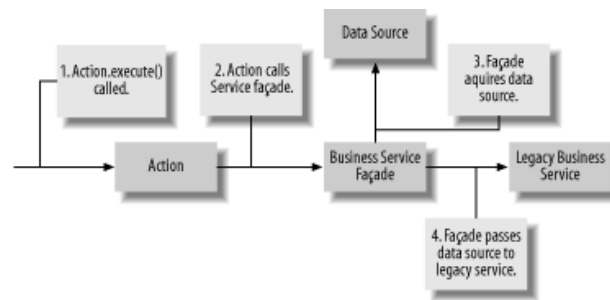 Data Source
1. Action.execute()
called.
2. Action calls
Service façade.
3. Façade
aquires data
source.
Action
Business Service
Façade
Legacy Business
Service
4. Façade passes
data source to
legacy service.